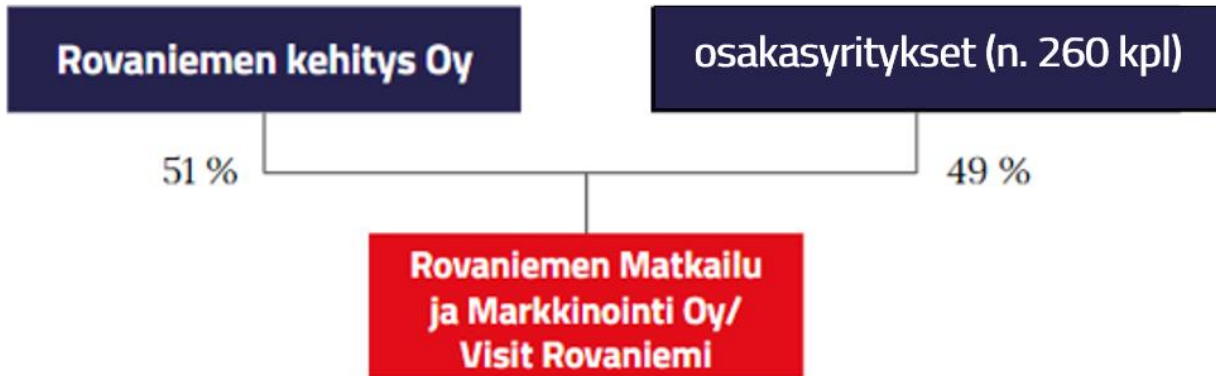 Rovaniemen kehitys Oy
osakasyritykset (n. 260 kpl)
51 %
49 %
Rovaniemen Matkailu
ja Markkinointi Oy/
Visit Rovaniemi